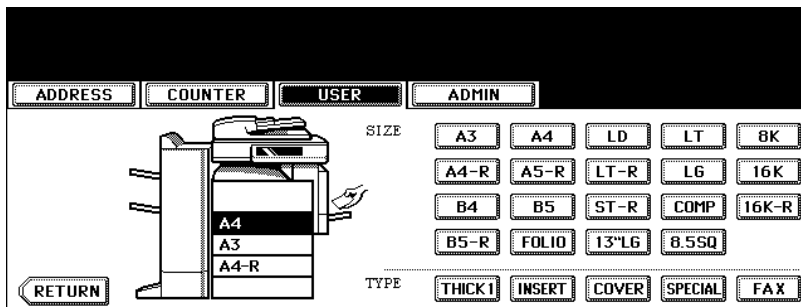 ADDRESS COUNTER USER ADMIN
SIZE A3 A4 LD LT 8K
A4-R A5-R LT-R LG 16K
B4 B5 ST-R COMP 16K-R
A4
A3 B5-R FOLIO 13"LG 8.5SQ
A4-R
RETURN TYPE THICK1 INSERT COVER SPECIAL FAX